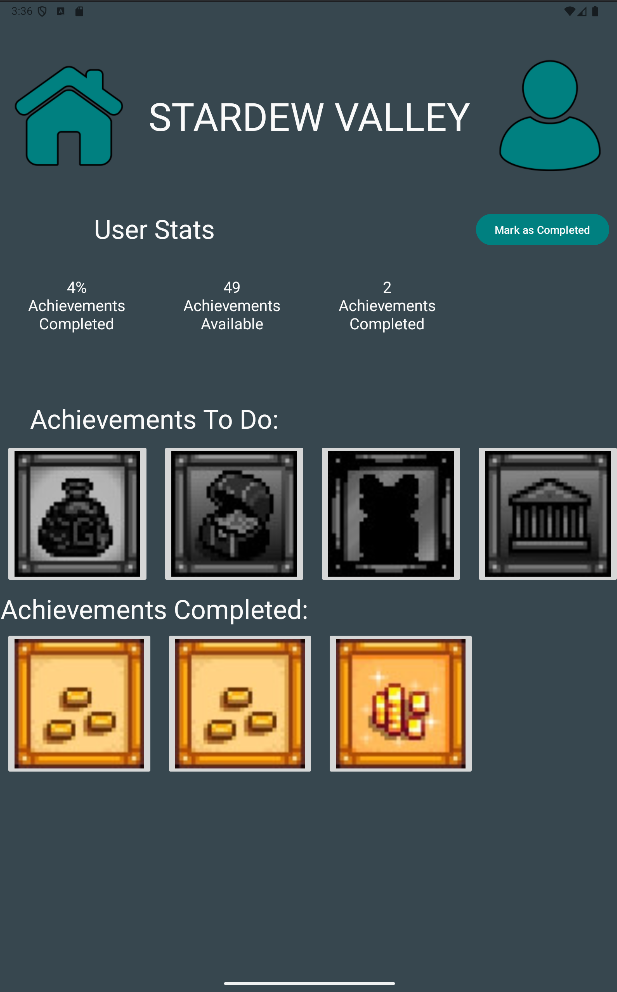 3:36
STARDEW VALLEY
User Stats
Mark as Completed
4%
Achievements
Completed
49
Achievements
Available
2
Achievements
Completed
Achievements To Do:
Achievements Completed: